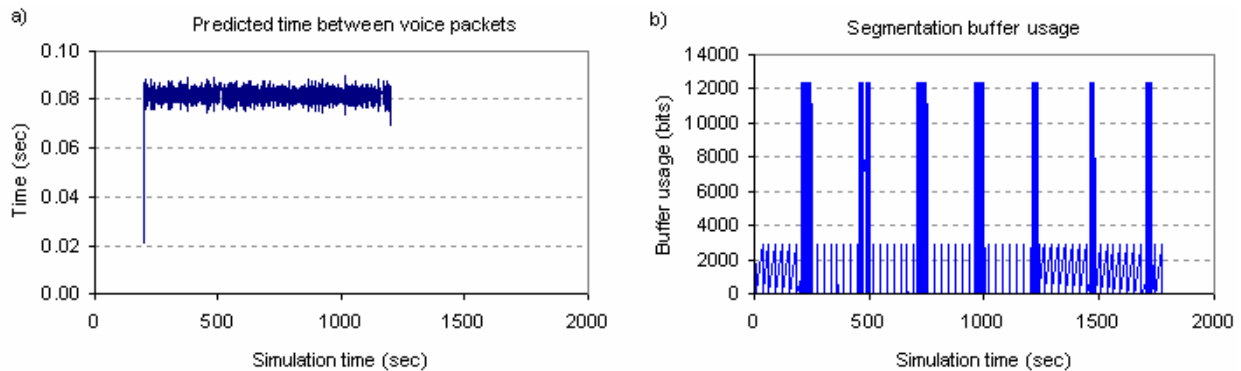 a)
Predicted time between voice packets
0.10
0.08
0.06
0.04
0.02
0.00
Time (sec)
0 500 1000 1500 2000
Simulation time (sec)
b)
Segmentation buffer usage
14000
12000
10000
8000
6000
4000
2000
0
Buffer usage (bits)
0 500 1000 1500 2000
Simulation time (sec)